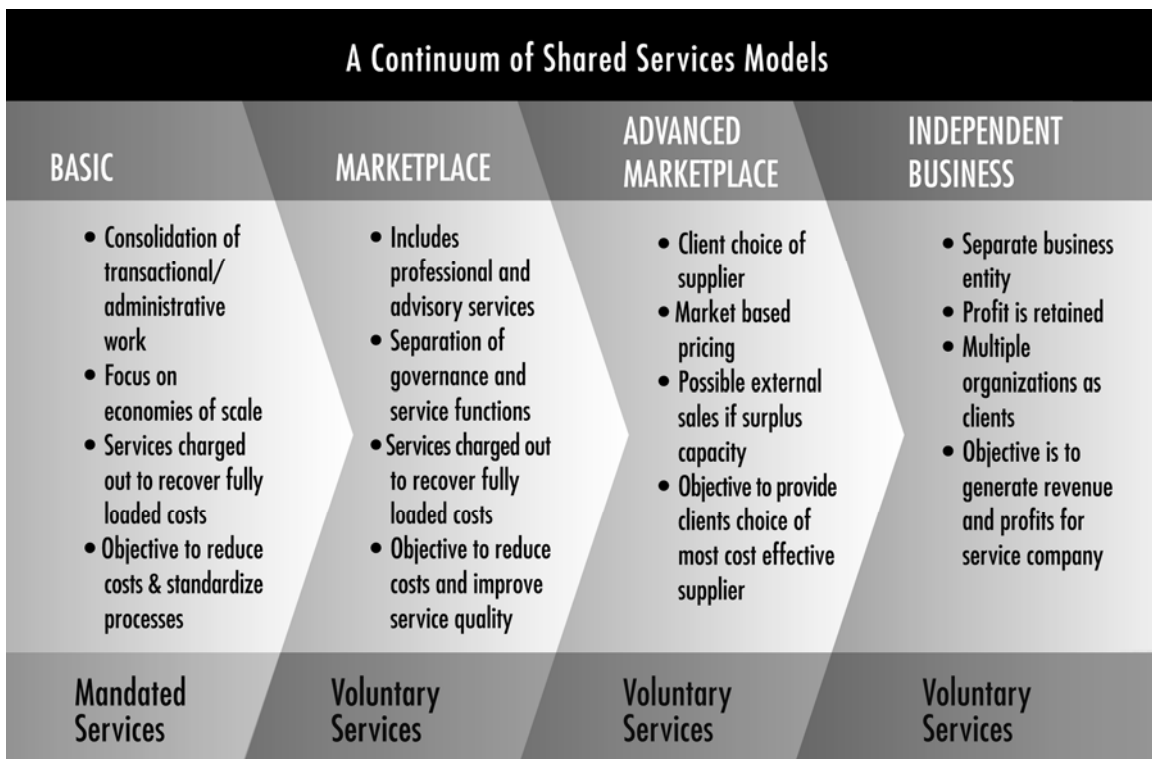 A Continuum of Shared Services Models
BASIC
• Consolidation of
transactional/
administrative
work
• Focus on
economies of scale
• Services charged
out to recover fully
loaded costs
• Objective to reduce
costs & standardize
processes
Mandated
Services
MARKETPLACE
• Includes
professional and
advisory services
• Separation of
governance and
service functions
• Services charged out
to recover fully
loaded costs
• Objective to reduce
costs and improve
service quality
Voluntary
Services
ADVANCED
MARKETPLACE
• Client choice of
supplier
• Market based
pricing
• Possible external
sales if surplus
capacity
• Objective to provide
clients choice of
most cost effective
supplier
Voluntary
Services
INDEPENDENT
BUSINESS
• Separate business
entity
• Profit is retained
• Multiple
organizations as
clients
• Objective is to
generate revenue
and profits for
service company
Voluntary
Services